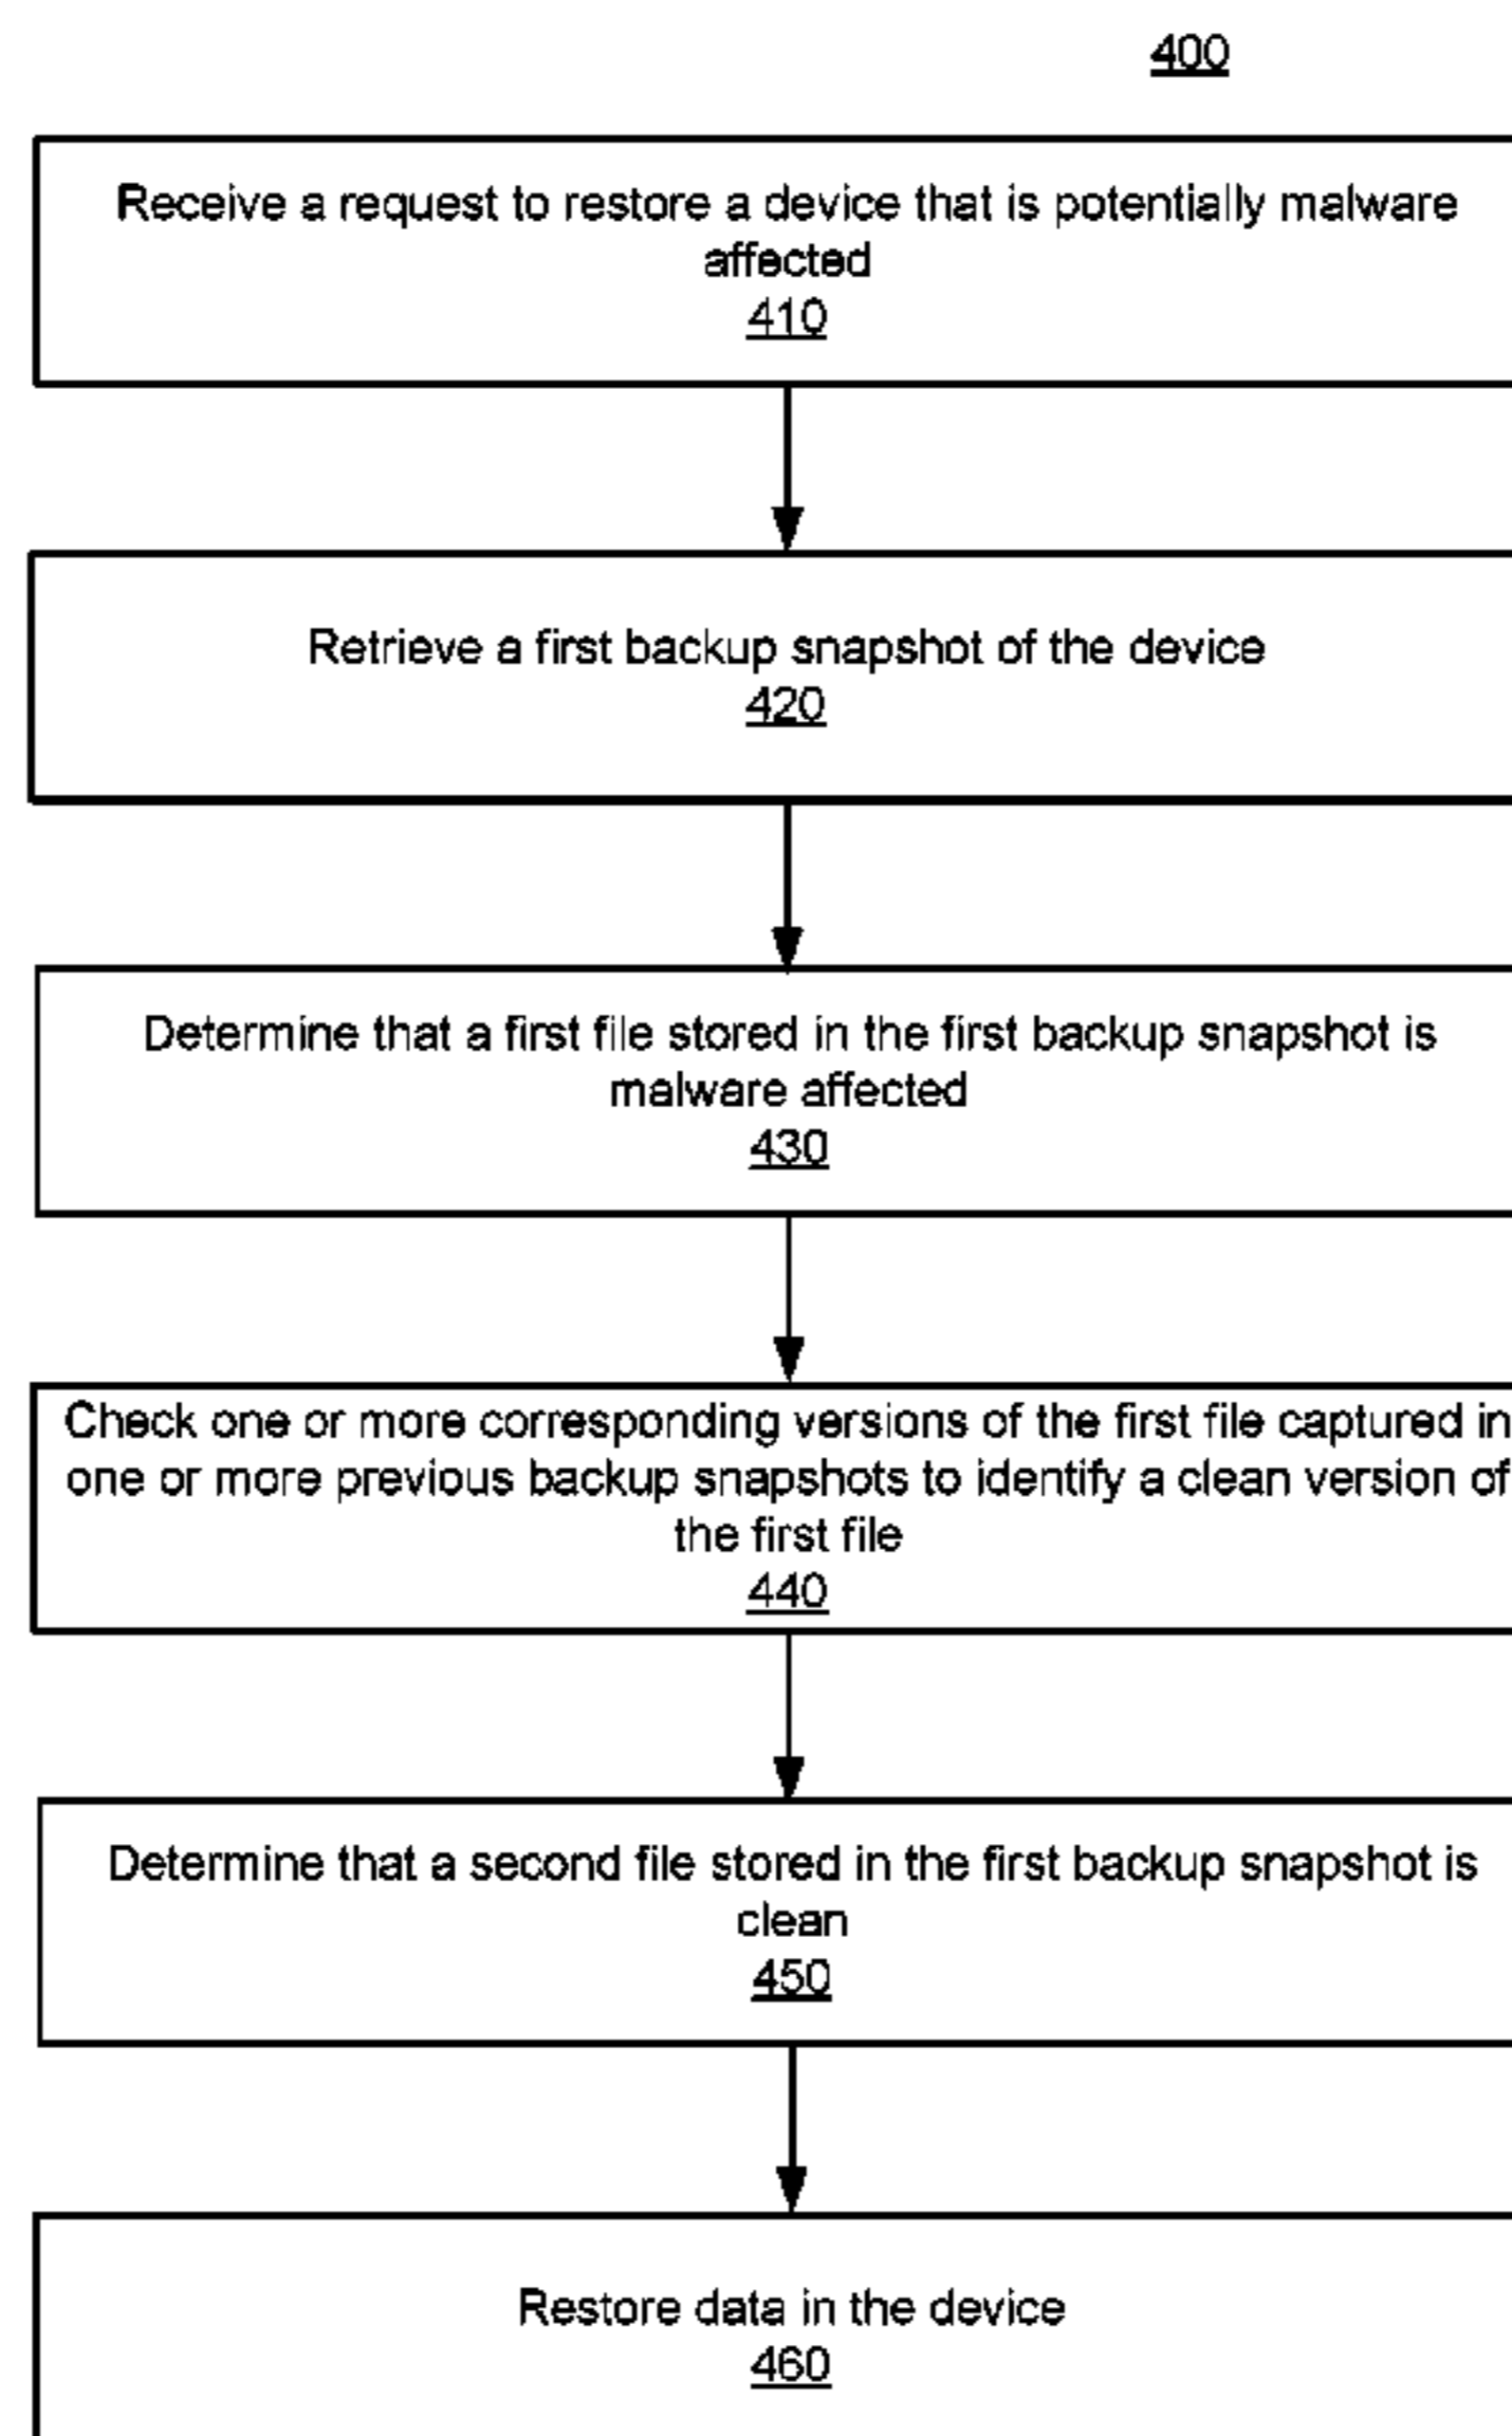 400
Receive a request to restore a device that is potentially malware
affected
410
Retrieve a first backup snapshot of the device
420
Determine that a first file stored in the first backup snapshot is
malware affected
430
Check one or more corresponding versions of the first file captured in
one or more previous backup snapshots to identify a clean version of
the first file
440
Determine that a second file stored in the first backup snapshot is
clean
450
Restore data in the device
460